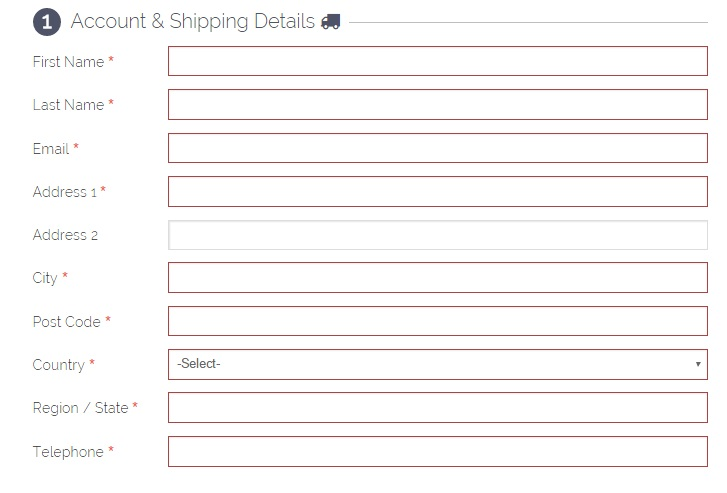 1 Account & Shipping Details
First Name *
Last Name *
Email *
Address 1 *
Address 2
City *
Post Code *
Country * -Select-
Region / State *
Telephone *